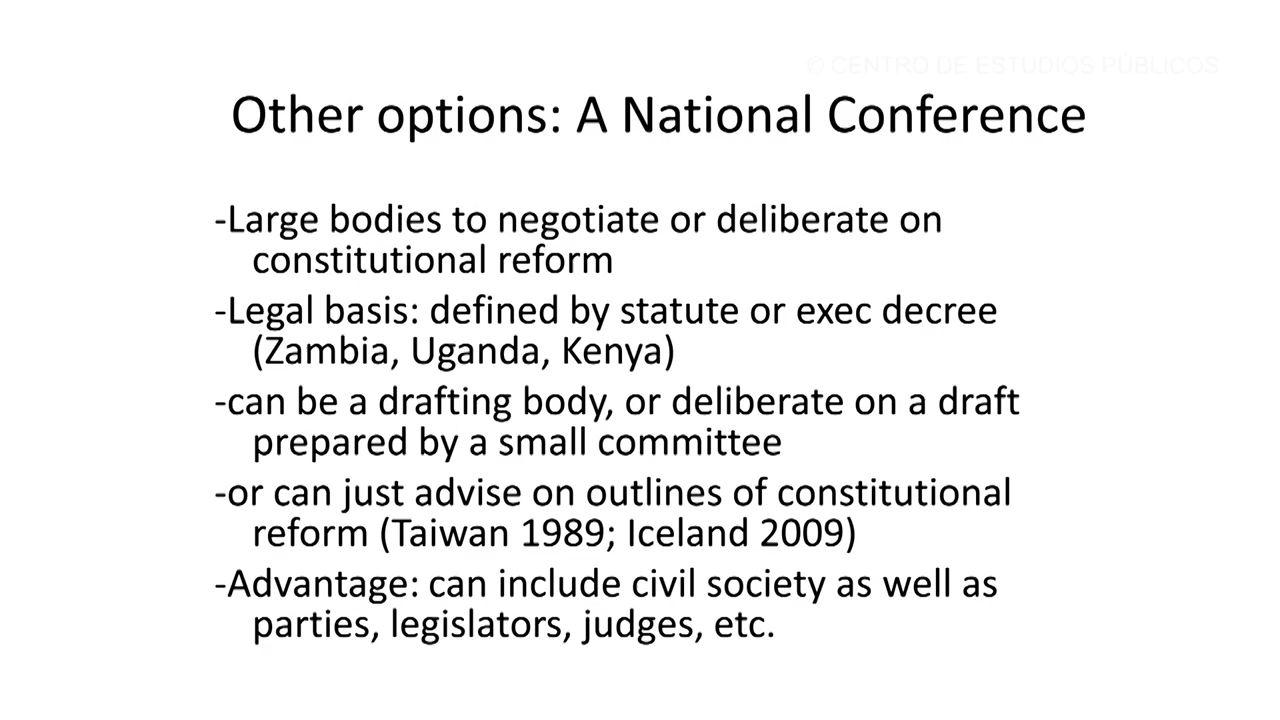 © CENTRO DE ESTUDIOS PÚBLICOS
Other options: A National Conference
-Large bodies to negotiate or deliberate on
constitutional reform
-Legal basis: defined by statute or exec decree
(Zambia, Uganda, Kenya)
-can be a drafting body, or deliberate on a draft
prepared by a small committee
-or can just advise on outlines of constitutional
reform (Taiwan 1989; Iceland 2009)
-Advantage: can include civil society as well as
parties, legislators, judges, etc.